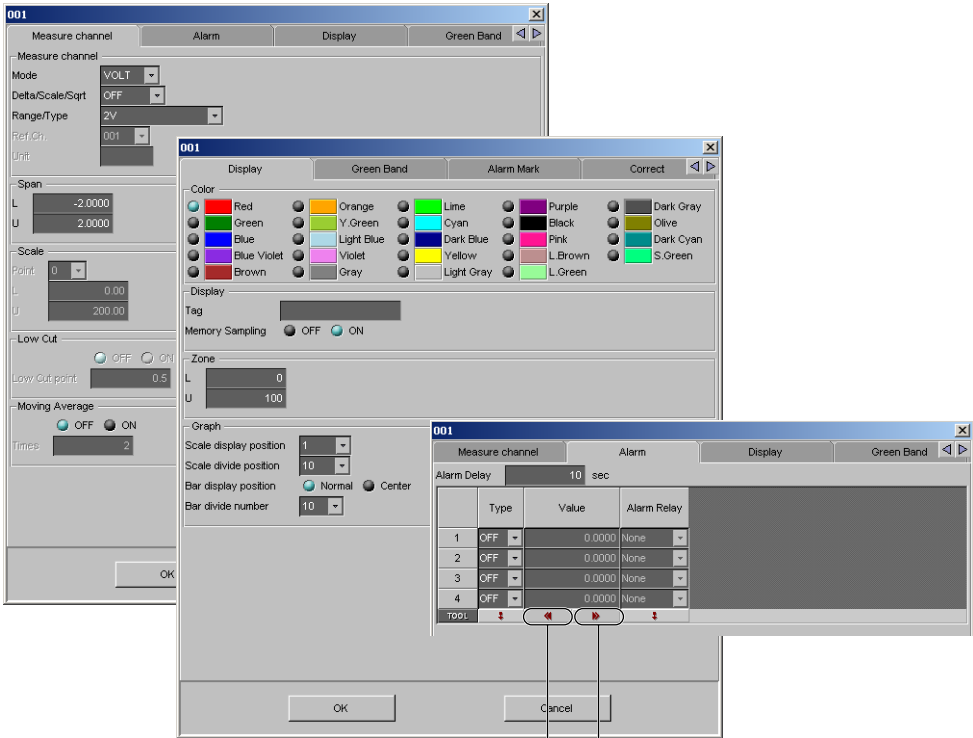 001
Measure channel Alarm Display Green Band
Measure channel
Mode VOLT
Delta/Scale/Sqrt OFF
Range/Type 2V
Ref.Ch. 001
Unit
Span
L -2.0000
U 2.0000
Scale
Point 0
L 0.00
U 200.00
Low Cut
OFF ON
Low Cut point 0.5
Moving Average
OFF ON
Times 2
OK
001
Display Green Band Alarm Mark Correct
Color
Red Orange Lime Purple Dark Gray
Green Y.Green Cyan Black Olive
Blue Light Blue Dark Blue Pink Dark Cyan
Blue Violet Violet Yellow L.Brown S.Green
Brown Gray Light Gray L.Green
Display
Tag
Memory Sampling OFF ON
Zone
L 0
U 100
Graph
Scale display position 1
Scale divide position 10
Bar display position Normal Center
Bar divide number 10
OK Cancel
001
Measure channel Alarm Display Green Band
Alarm Delay 10 sec
Type Value Alarm Relay
1 OFF 0.0000 None
2 OFF 0.0000 None
3 OFF 0.0000 None
4 OFF 0.0000 None
TOOL